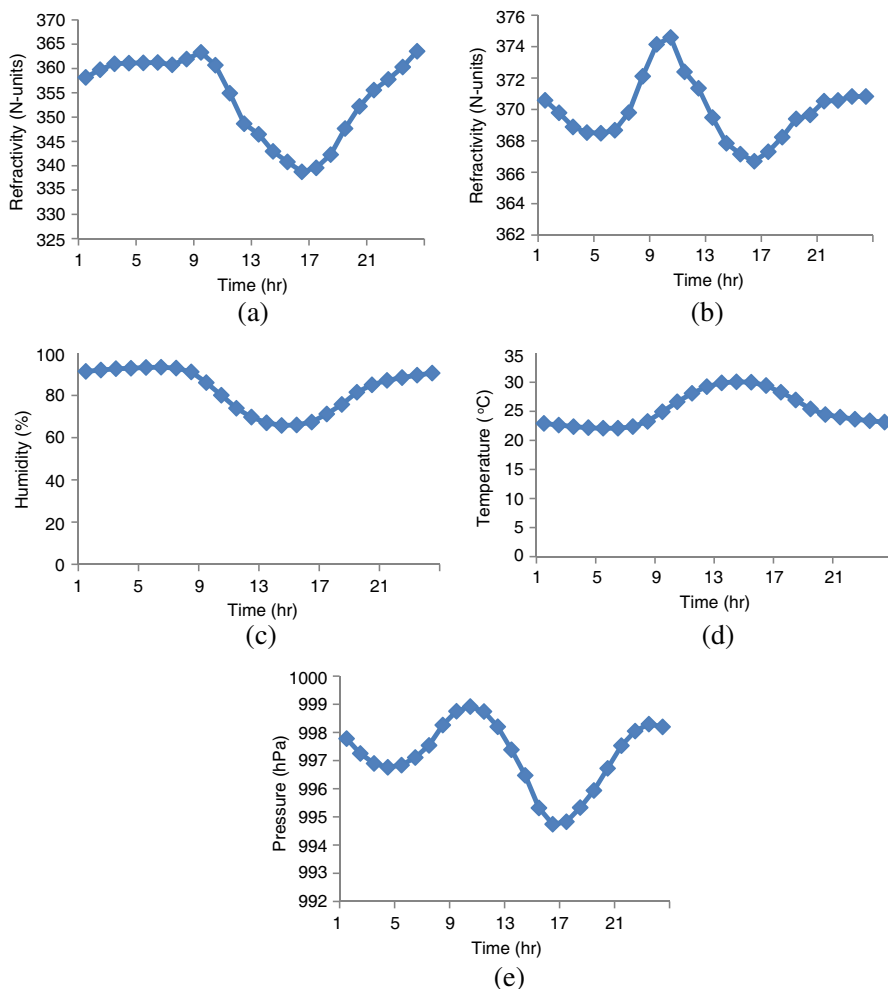 Refractivity (N-units)
370
365
360
355
350
345
340
335
330
325
1 5 9 13 17 21
Time (hr)
(a)
Refractivity (N-units)
376
374
372
370
368
366
364
362
1 5 9 13 17 21
Time (hr)
(b)
Humidity (%)
100
80
60
40
20
0
1 5 9 13 17 21
Time (hr)
(c)
Temperature (°C)
35
30
25
20
15
10
5
0
1 5 9 13 17 21
Time (hr)
(d)
Pressure (hPa)
1000
999
998
997
996
995
994
993
992
1 5 9 13 17 21
Time (hr)
(e)